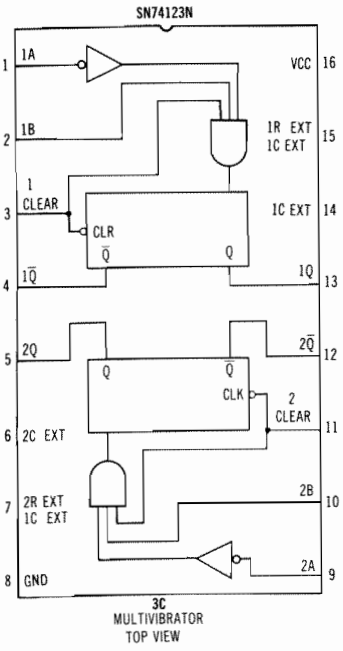 SN74123N
1 1A
VCC 16
2 1B
1R EXT 15
1C EXT
1
3 CLEAR
1C EXT 14
CLR
Q̅ Q
4 1Q̅
1Q 13
5 2Q
2Q̅ 12
Q Q̅
CLK
2
CLEAR 11
6 2C EXT
7 2R EXT
1C EXT
2B 10
8 GND
2A 9
3C
MULTIVIBRATOR
TOP VIEW